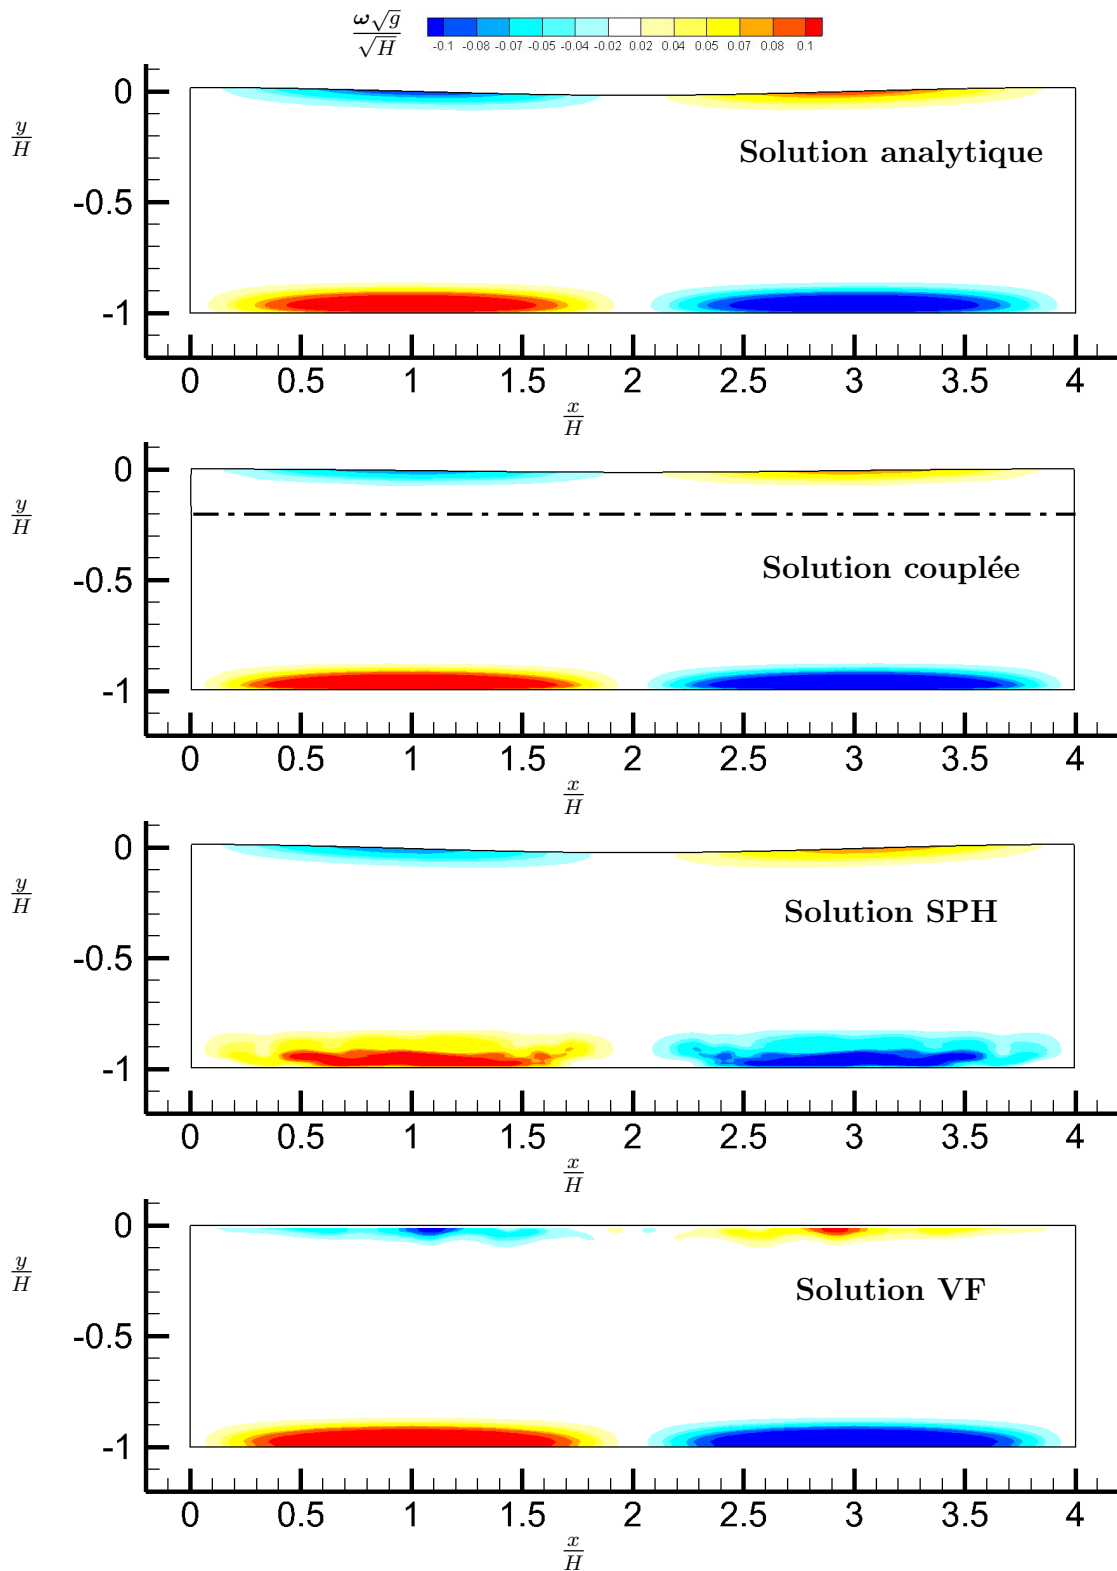 ω√g
√H
-0.1 -0.08 -0.07 -0.05 -0.04 -0.02 0.02 0.04 0.05 0.07 0.08 0.1
0
y
H
Solution analytique
-0.5
-1
0 0.5 1 1.5 2 2.5 3 3.5 4
x
H
0
y
H
Solution couplée
-0.5
-1
0 0.5 1 1.5 2 2.5 3 3.5 4
x
H
0
y
H
Solution SPH
-0.5
-1
0 0.5 1 1.5 2 2.5 3 3.5 4
x
H
0
y
H
Solution VF
-0.5
-1
0 0.5 1 1.5 2 2.5 3 3.5 4
x
H